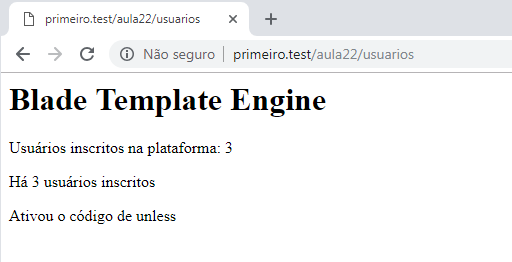 primeiro.test/aula22/usuarios
Não seguro
primeiro.test/aula22/usuarios
Blade Template Engine
Usuários inscritos na plataforma: 3
Há 3 usuários inscritos
Ativou o código de unless